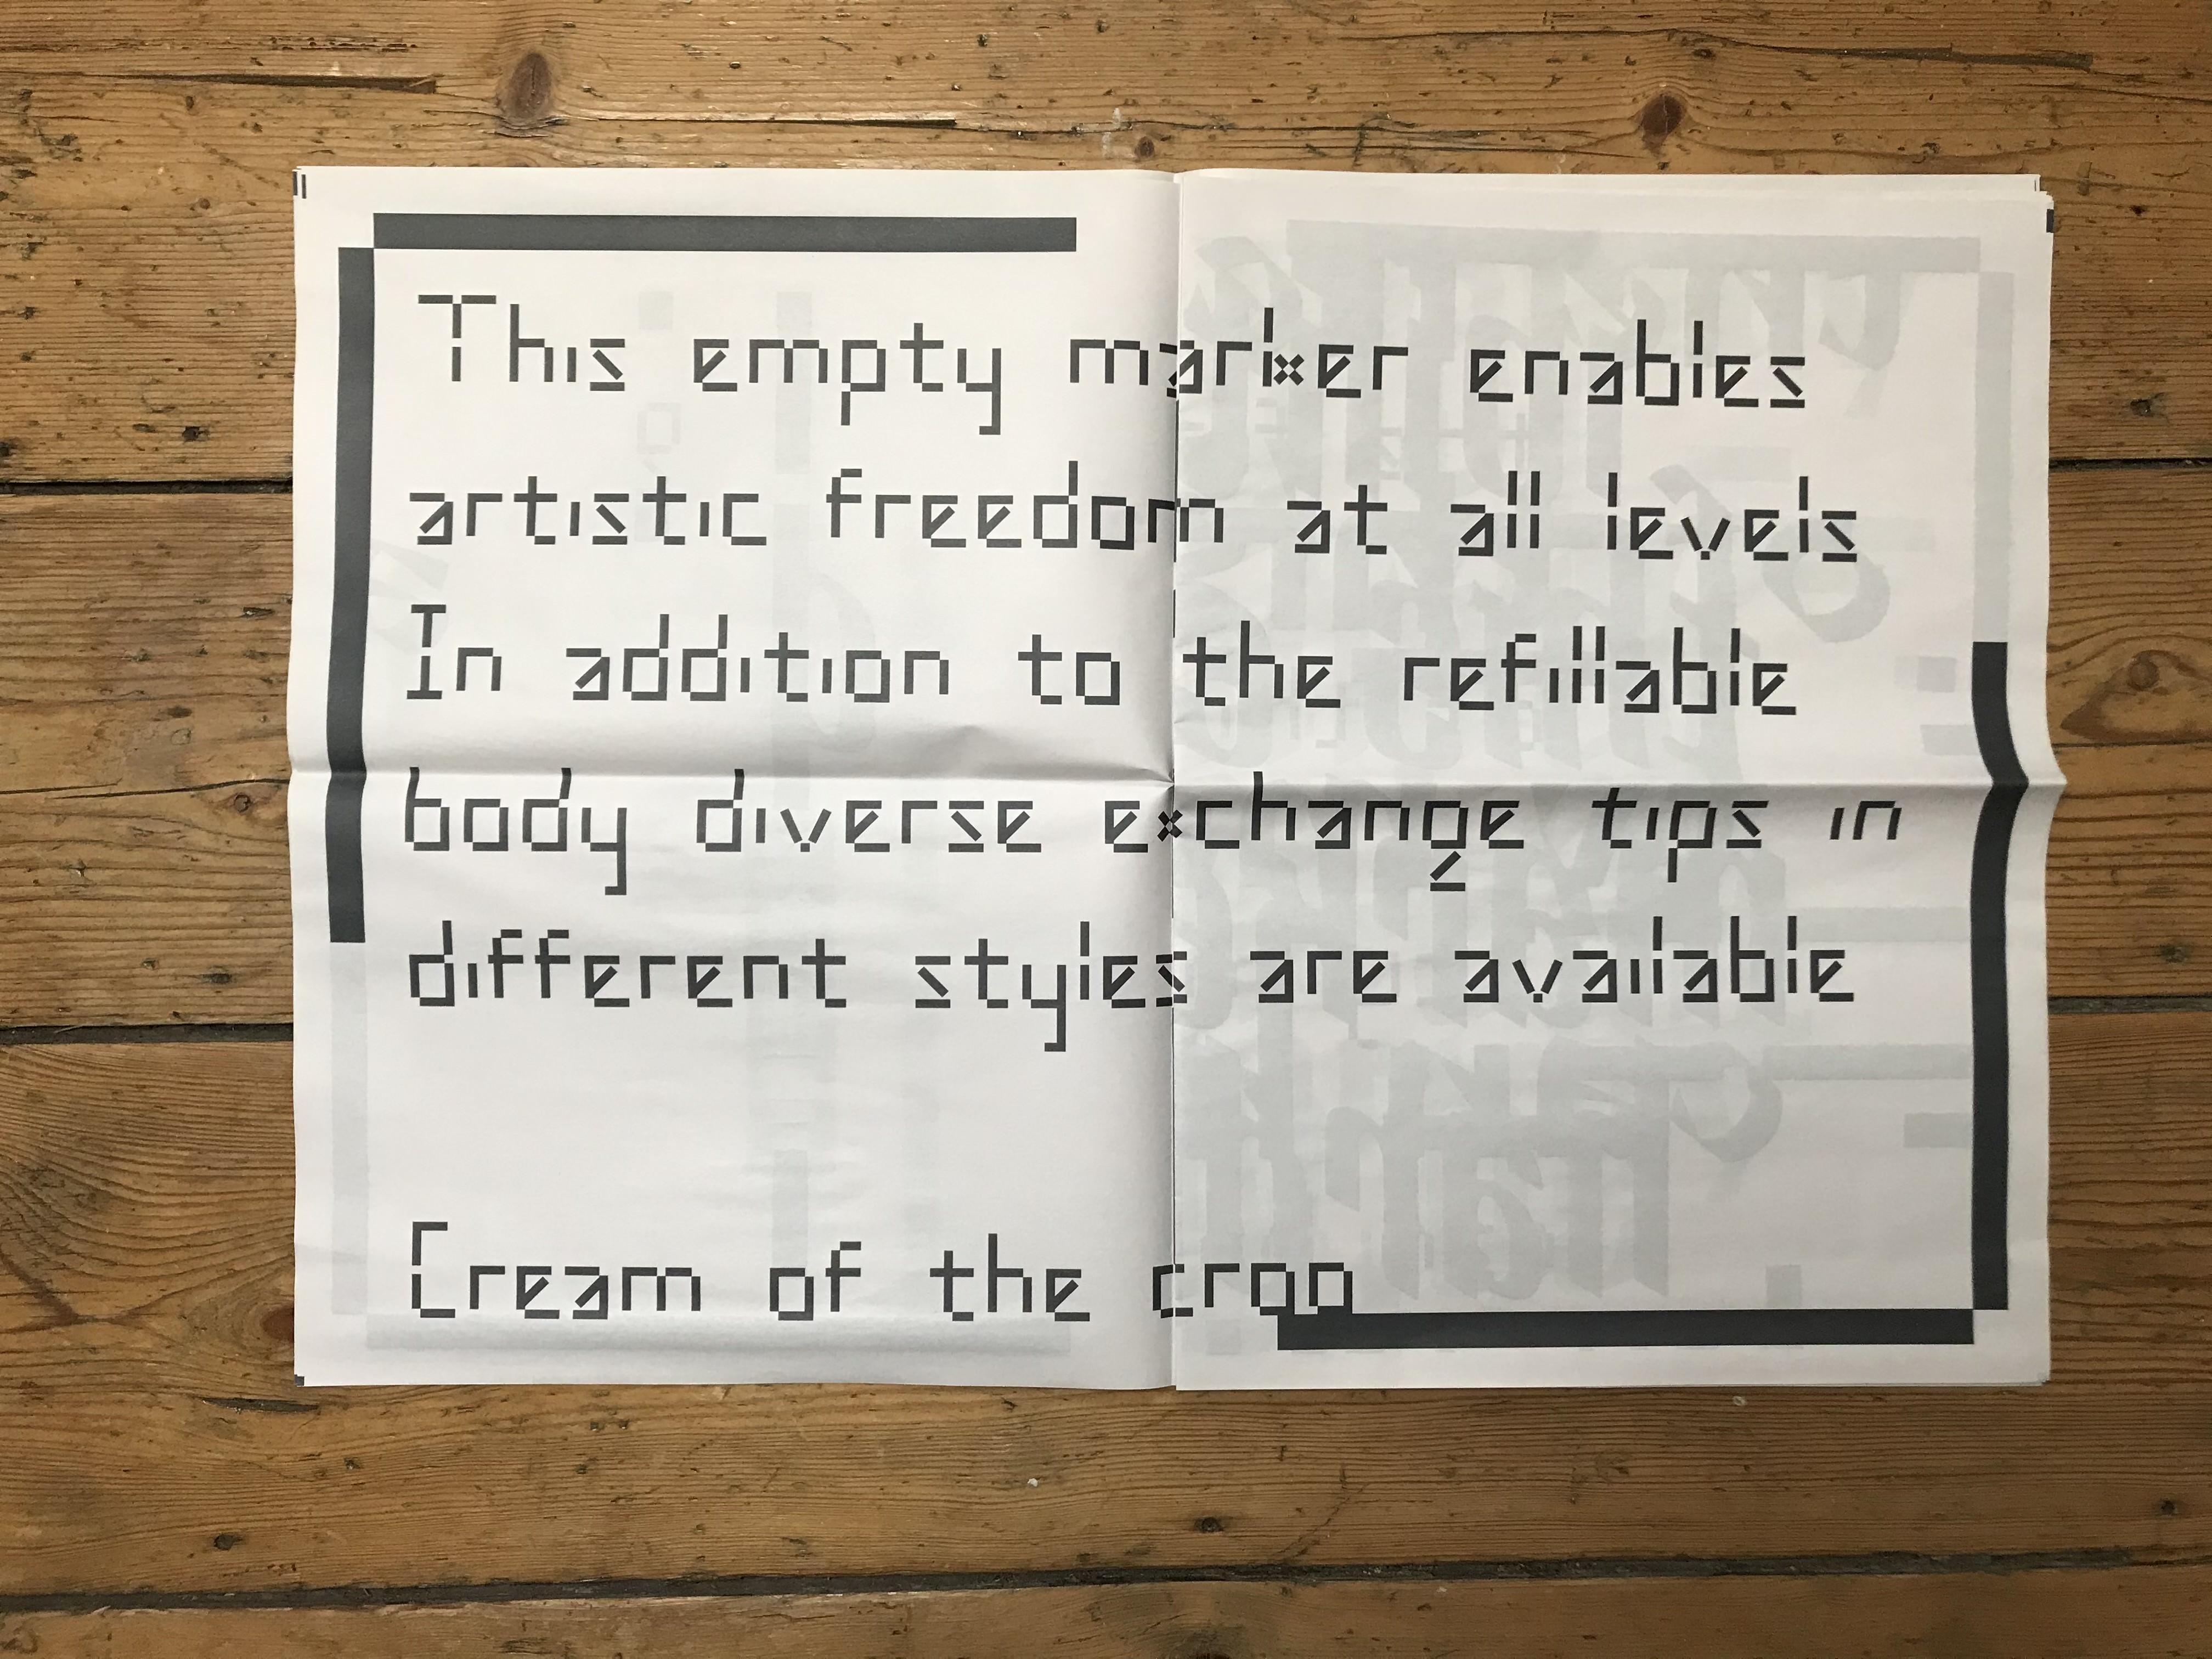 This empty marker enables
artistic freedom at all levels
In addition to the refillable
body diverse exchange tips in
different styles are available
Cream of the crop